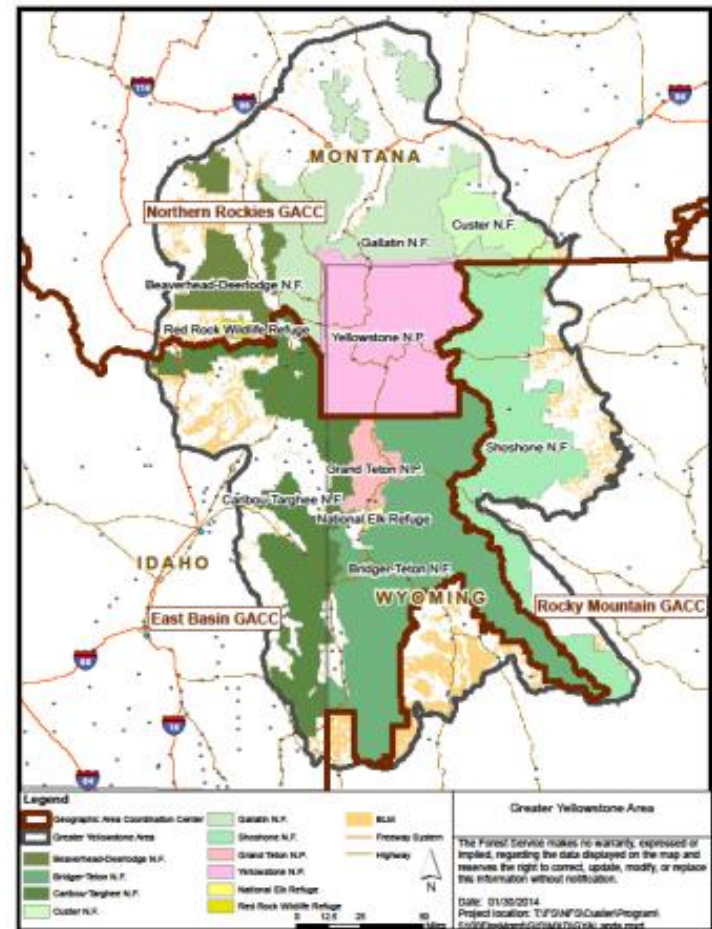 MONTANA
Northern Rockies GACC
Custer N.F.
Gallatin N.F.
Beaverhead-Deerlodge N.F.
Red Rock Wildlife Refuge
Yellowstone N.P.
Shoshone N.F.
Grand Teton N.P.
Caribou-Targhee N.F.
National Elk Refuge
IDAHO
Bridger-Teton N.F.
WYOMING
East Basin GACC
Rocky Mountain GACC
Legend
Geographic Area Coordination Center
Greater Yellowstone Area
Beaverhead-Deerlodge N.F.
Bridger-Teton N.F.
Caribou-Targhee N.F.
Custer N.F.
Gallatin N.F.
Shoshone N.F.
Grand Teton N.P.
Yellowstone N.P.
National Elk Refuge
Red Rock Wildlife Refuge
BLM
Freeway System
Highway
N
0 12.5 25
Miles
Greater Yellowstone Area
The Forest Service makes no warranty, expressed or
implied, regarding the data displayed on the map and
reserves the right to correct, update, modify, or replace
this information without notification.
Date: 01/30/2014
Project location: